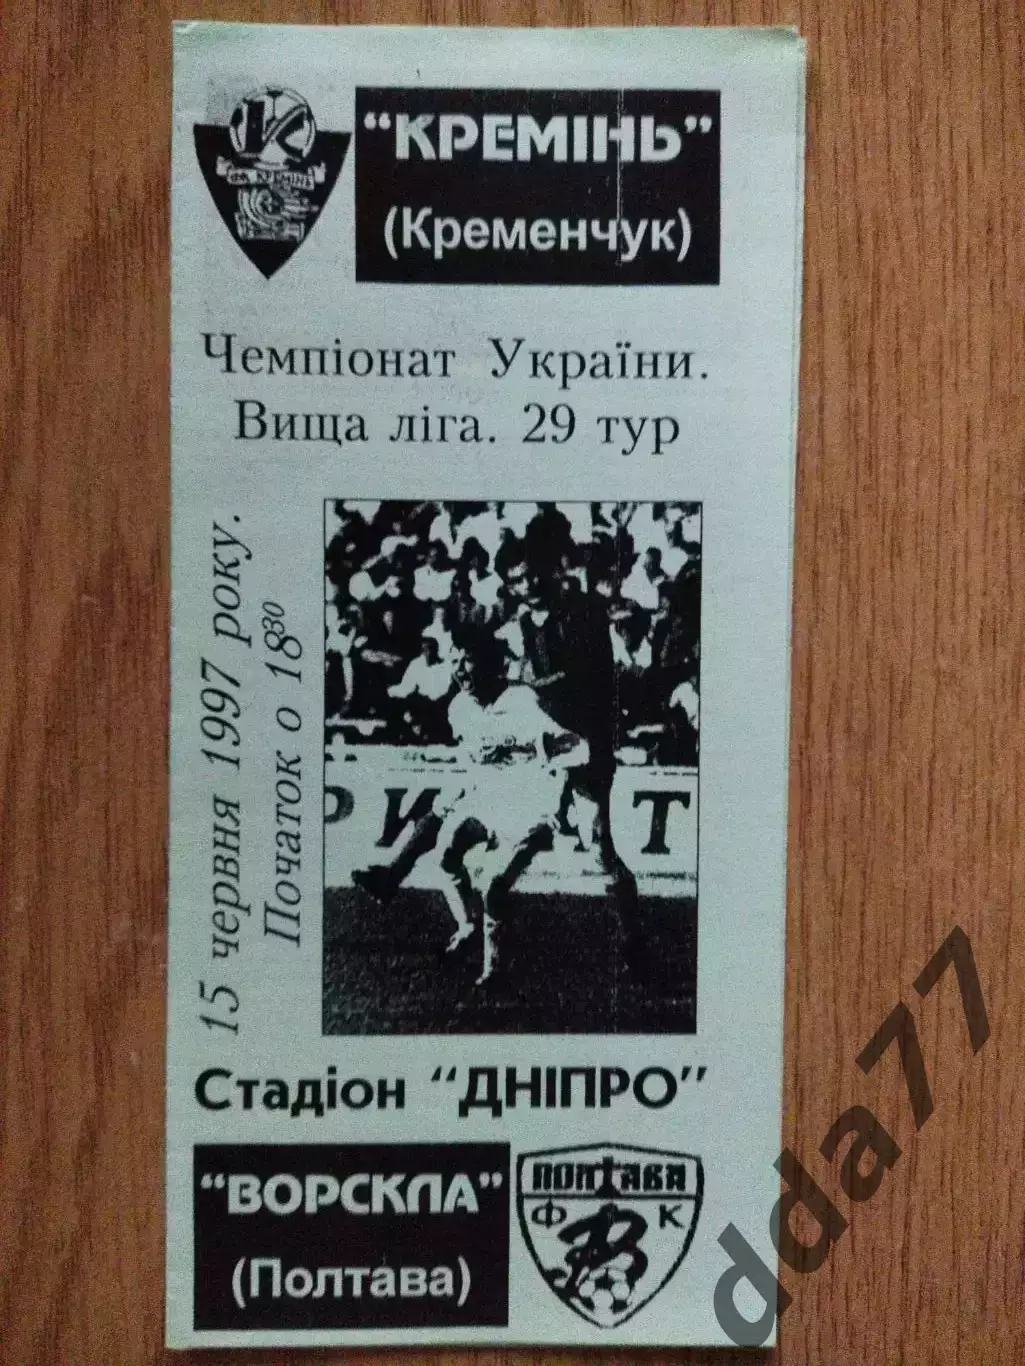 "КРЕМІНЬ"
(Кременчук)
ФК КРЕМІНЬ
Чемпіонат України.
Вища ліга. 29 тур
15 червня 1997 року.
Початок о 18³⁰
Стадіон "ДНІПРО"
"ВОРСКЛА"
(Полтава)
ПОЛТАВА
Ф К
dda77